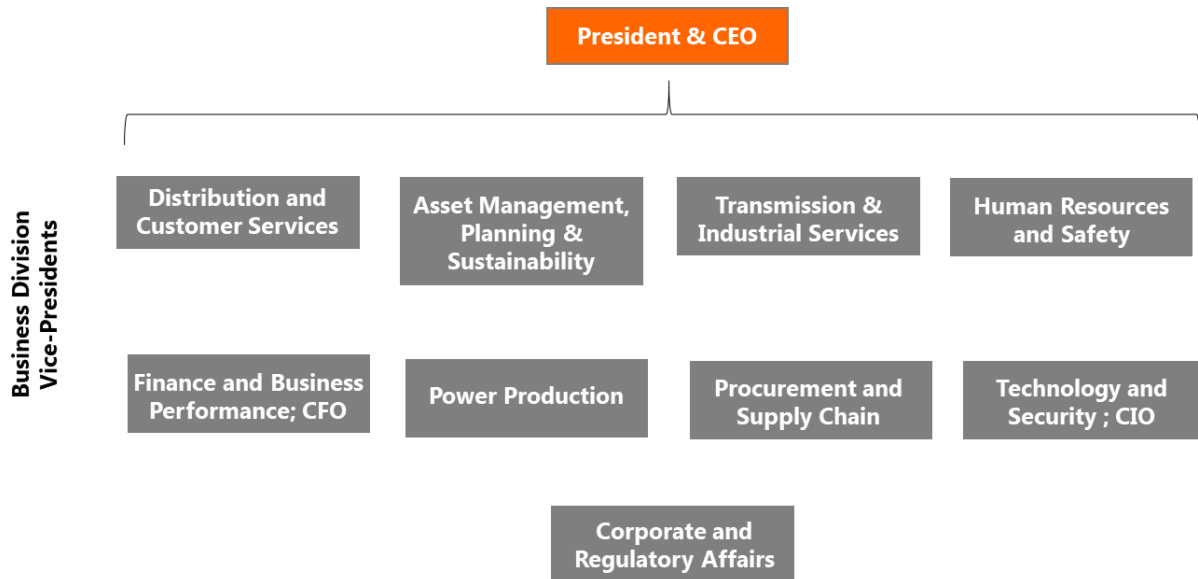 President & CEO
Business Division
Vice-Presidents
Distribution and
Customer Services
Asset Management,
Planning &
Sustainability
Transmission &
Industrial Services
Human Resources
and Safety
Finance and Business
Performance; CFO
Power Production
Procurement and
Supply Chain
Technology and
Security ; CIO
Corporate and
Regulatory Affairs